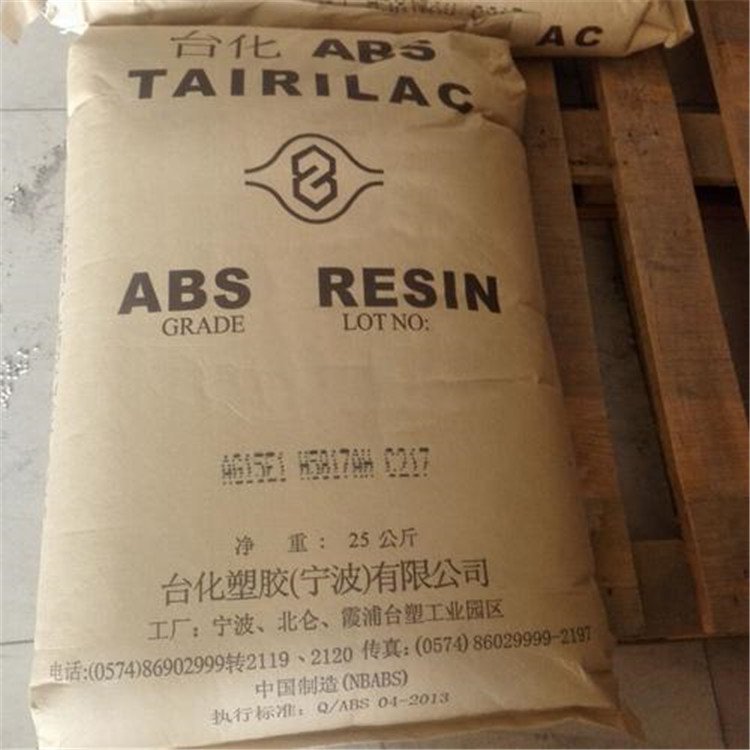 AC
台化 ABS
TAIRILAC
ABS RESIN
GRADE LOT NO:
AG15E1 H5817AH C217
净 重: 25 公斤
台化塑胶(宁波)有限公司
工厂:宁波、北仑、霞浦台塑工业园区
电话:(0574)86902999转2119、2120 传真:(0574)86029999-2197
中国制造(NBABS)
执行标准: Q/ABS 04-2013